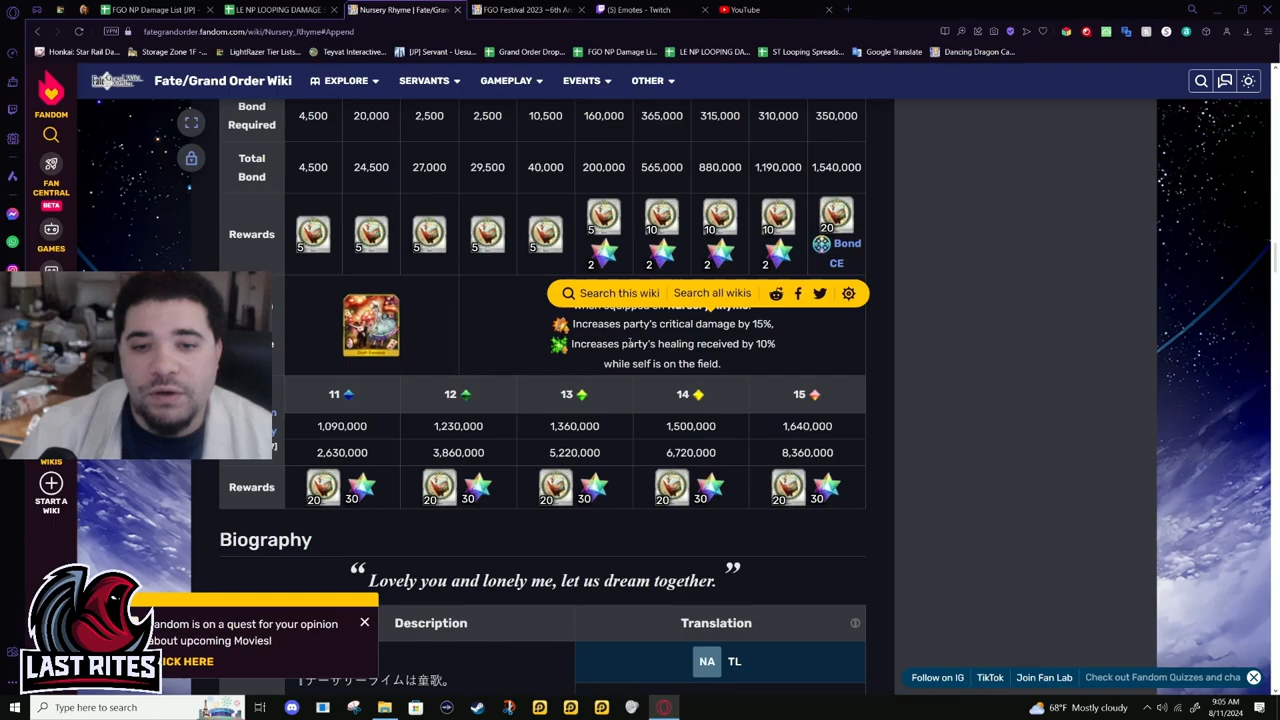 FGO NP Damage List [JP] -
LE NP LOOPING DAMAGE
Nursery Rhyme | Fate/Gran
FGO Festival 2023 ~6th An
(5) Emotes - Twitch
YouTube
VPN
fategrandorder.fandom.com/wiki/Nursery_Rhyme#Append
Honkai: Star Rail Da...
Storage Zone 1F -...
LightRazer Tier Lists...
Teyvat Interactive...
[JP] Servant - Uesu...
Grand Order Drop...
FGO NP Damage Li...
LE NP LOOPING DA...
ST Looping Spreads...
Google Translate
Dancing Dragon Ca...
FANDOM
Fate/Grand Order Wiki
EXPLORE
SERVANTS
GAMEPLAY
EVENTS
OTHER
FAN
CENTRAL
BETA
GAMES
Bond
Required
4,500 20,000 2,500 2,500 10,500 160,000 365,000 315,000 310,000 350,000
Total
Bond
4,500 24,500 27,000 29,500 40,000 200,000 565,000 880,000 1,190,000 1,540,000
Rewards
5 5 5 5 5 5 10 10 10 20
2 2 2 2 Bond
CE
Search this wiki
Search all wikis
Increases party's critical damage by 15%,
Increases party's healing received by 10%
while self is on the field.
11 12 13 14 15
1,090,000 1,230,000 1,360,000 1,500,000 1,640,000
2,630,000 3,860,000 5,220,000 6,720,000 8,360,000
Rewards
20 30 20 30 20 30 20 30 20 30
WIKIS
START A
WIKI
Biography
“ Lovely you and lonely me, let us dream together. ”
Description
Translation
NA TL
『ナーサリーライムは童歌。
andom is on a quest for your opinion
about upcoming Movies!
ICK HERE
LAST RITES
Follow on IG
TikTok
Join Fan Lab
Check out Fandom Quizzes and cha
Type here to search
68°F Mostly cloudy
9:05 AM
8/11/2024